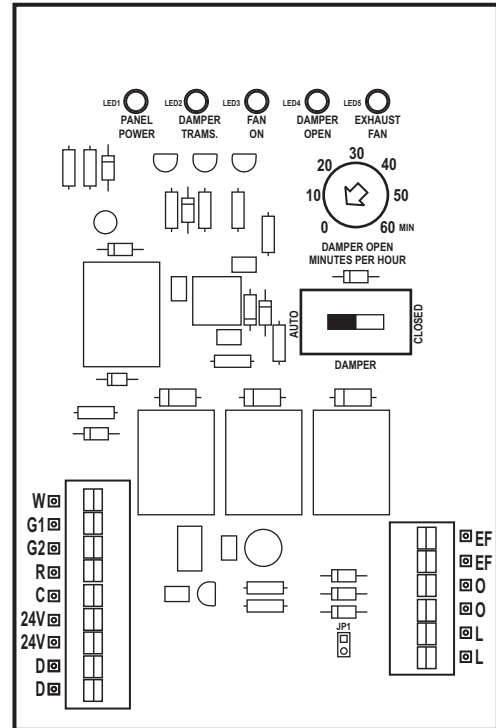 LED1 LED2 LED3 LED4 LED5
PANEL POWER
DAMPER TRAMS.
FAN ON
DAMPER OPEN
EXHAUST FAN
0 10 20 30 40 50 60 MIN
DAMPER OPEN
MINUTES PER HOUR
AUTO
CLOSED
DAMPER
W
G1
G2
R
C
24V
24V
D
D
JP1
EF
EF
O
O
L
L